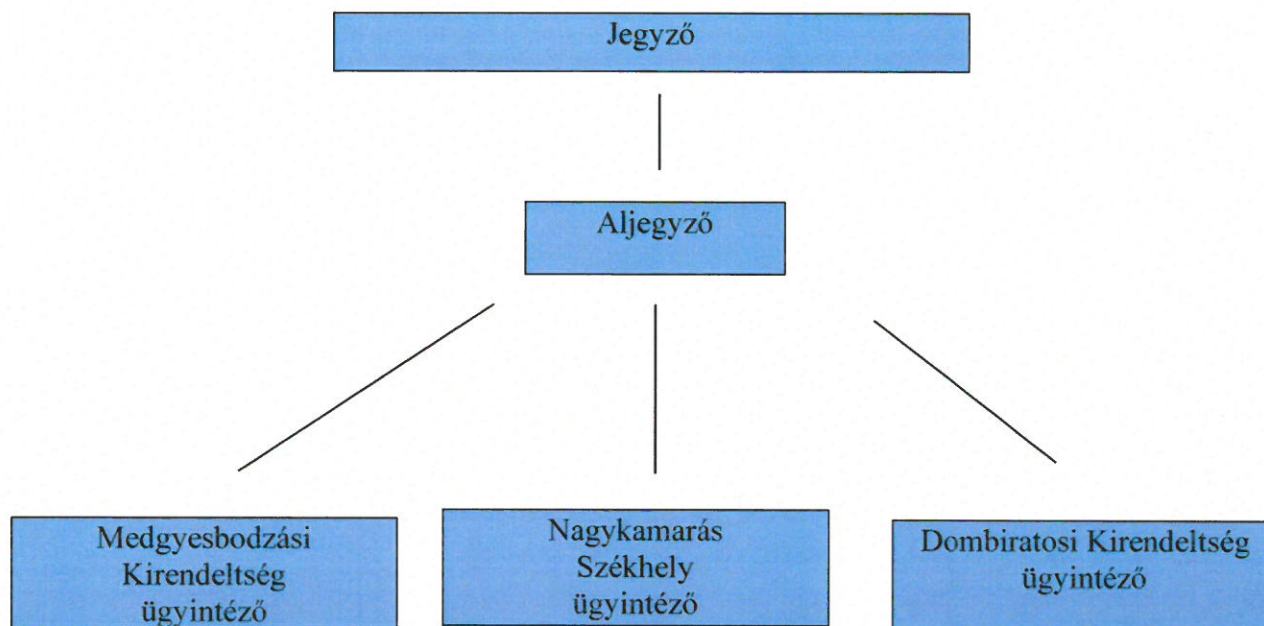 Jegyző
Aljegyző
Medgyesbodzási
Kirendeltség
ügyintéző
Nagykamarás
Székhely
ügyintéző
Dombiratosi Kirendeltség
ügyintéző